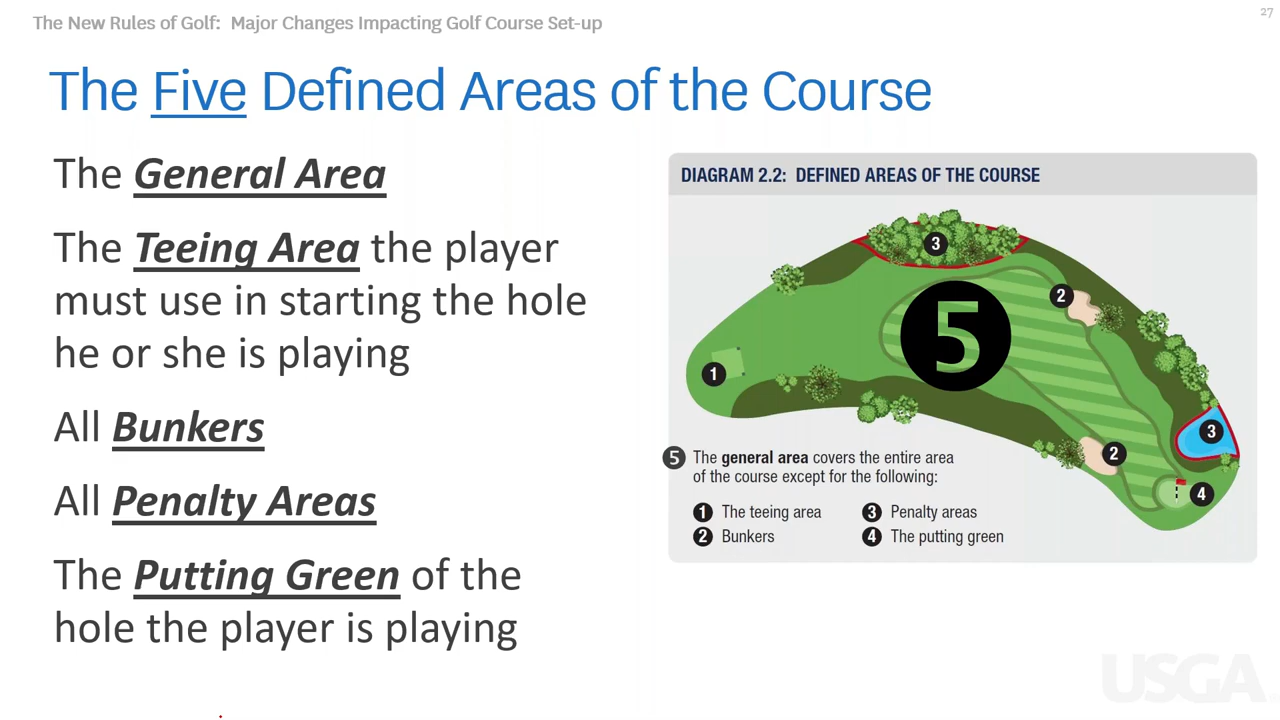 The New Rules of Golf:  Major Changes Impacting Golf Course Set-up
27
The Five Defined Areas of the Course
The General Area
The Teeing Area the player
must use in starting the hole
he or she is playing
All Bunkers
All Penalty Areas
The Putting Green of the
hole the player is playing
DIAGRAM 2.2:  DEFINED AREAS OF THE COURSE
3
2
5
1
3
2
4
5 The general area covers the entire area
of the course except for the following:
1 The teeing area
3 Penalty areas
2 Bunkers
4 The putting green
USGA